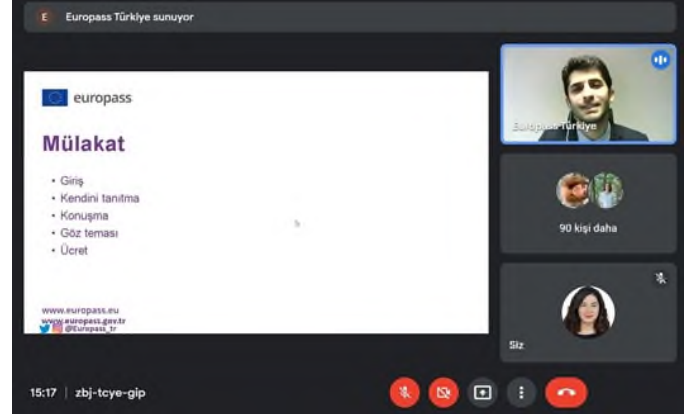 E Europass Türkiye sunuyor
europass
Mülakat
• Giriş
• Kendini tanıtma
• Konuşma
• Göz teması
• Ücret
www.europass.eu
www.europass.gov.tr
@Europass_tr
Europass Türkiye
90 kişi daha
Siz
15:17 | zbj-tcye-gip